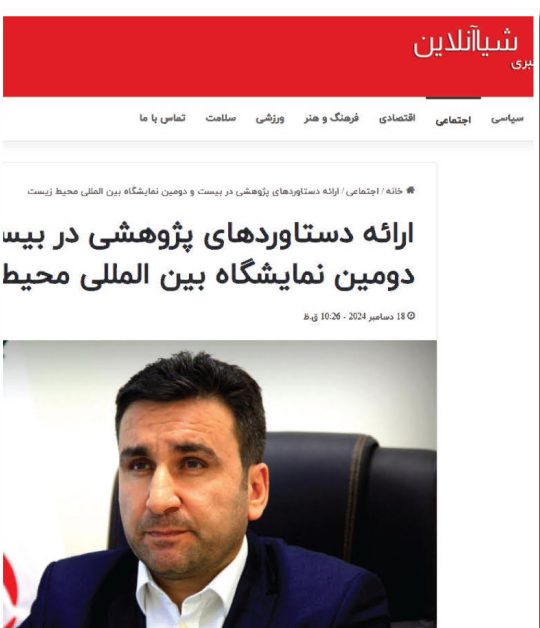 شیاآنلاین
بری
سیاسی اجتماعی اقتصادی فرهنگ و هنر ورزشی سلامت تماس با ما
خانه / اجتماعی / ارائه دستاوردهای پژوهشی در بیست و دومین نمایشگاه بین المللی محیط زیست
ارائه دستاوردهای پژوهشی در بیس
دومین نمایشگاه بین المللی محیط
18 دسامبر 2024 - 10:26 ق.ظ